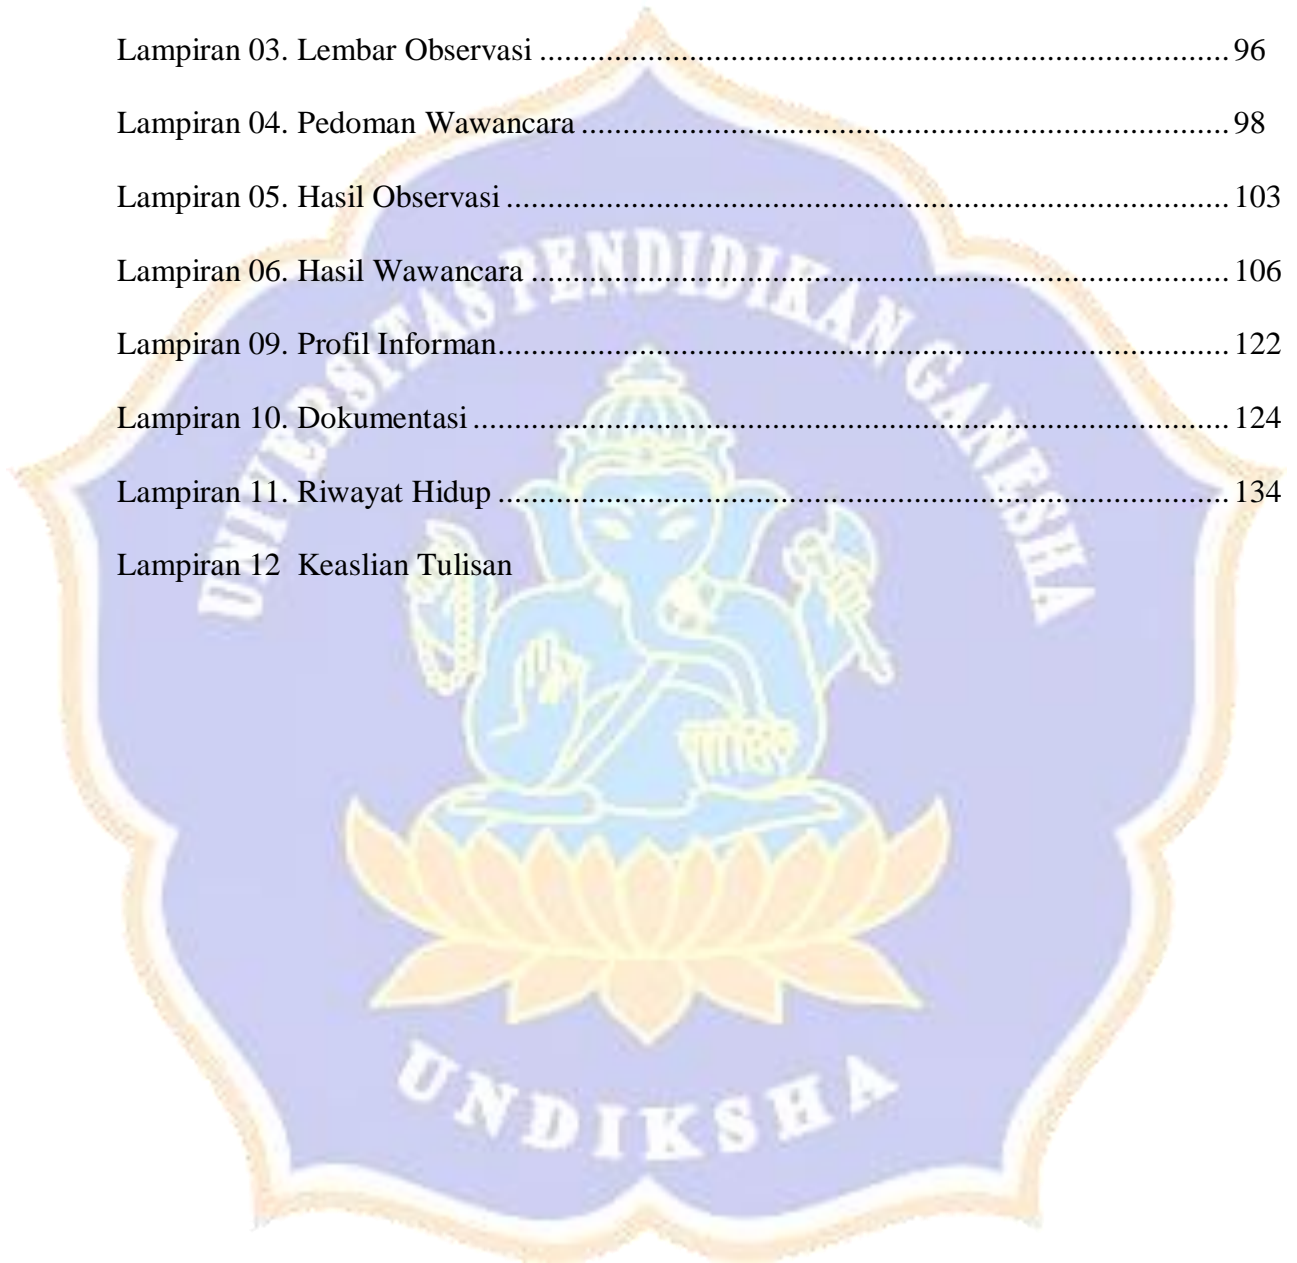 Lampiran 03. Lembar Observasi ........................................................................................ 96
Lampiran 04. Pedoman Wawancara ................................................................................... 98
Lampiran 05. Hasil Observasi ............................................................................................ 103
Lampiran 06. Hasil Wawancara ......................................................................................... 106
Lampiran 09. Profil Informan............................................................................................. 122
Lampiran 10. Dokumentasi ................................................................................................ 124
Lampiran 11. Riwayat Hidup ............................................................................................. 134
Lampiran 12  Keaslian Tulisan
UNIVERSITAS PENDIDIKAN GANESHA
UNDIKSHA